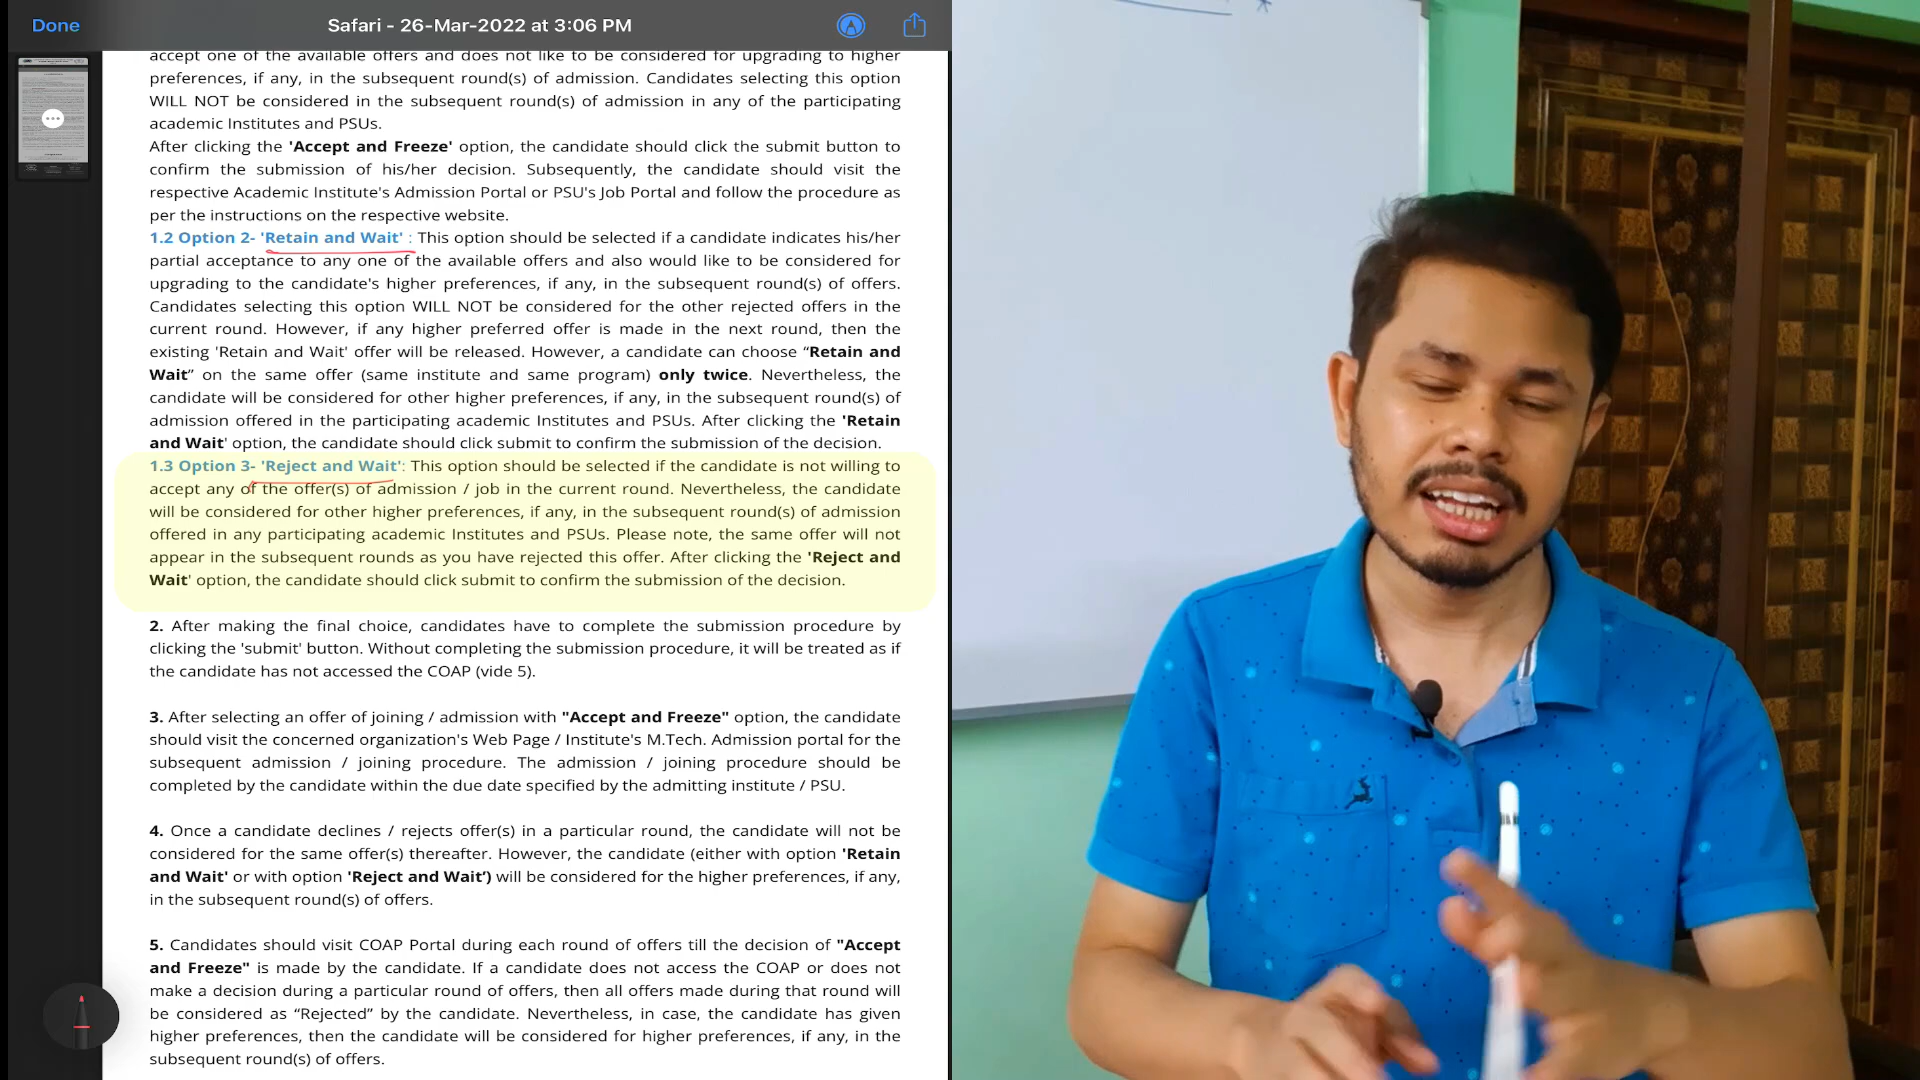 Done
Safari - 26-Mar-2022 at 3:06 PM
accept one of the available offers and does not like to be considered for upgrading to higher
preferences, if any, in the subsequent round(s) of admission. Candidates selecting this option
WILL NOT be considered in the subsequent round(s) of admission in any of the participating
academic Institutes and PSUs.
After clicking the 'Accept and Freeze' option, the candidate should click the submit button to
confirm the submission of his/her decision. Subsequently, the candidate should visit the
respective Academic Institute's Admission Portal or PSU's Job Portal and follow the procedure as
per the instructions on the respective website.
1.2 Option 2- 'Retain and Wait' : This option should be selected if a candidate indicates his/her
partial acceptance to any one of the available offers and also would like to be considered for
upgrading to the candidate's higher preferences, if any, in the subsequent round(s) of offers.
Candidates selecting this option WILL NOT be considered for the other rejected offers in the
current round. However, if any higher preferred offer is made in the next round, then the
existing 'Retain and Wait' offer will be released. However, a candidate can choose “Retain and
Wait” on the same offer (same institute and same program) only twice. Nevertheless, the
candidate will be considered for other higher preferences, if any, in the subsequent round(s) of
admission offered in the participating academic Institutes and PSUs. After clicking the 'Retain
and Wait' option, the candidate should click submit to confirm the submission of the decision.
1.3 Option 3- 'Reject and Wait': This option should be selected if the candidate is not willing to
accept any of the offer(s) of admission / job in the current round. Nevertheless, the candidate
will be considered for other higher preferences, if any, in the subsequent round(s) of admission
offered in any participating academic Institutes and PSUs. Please note, the same offer will not
appear in the subsequent rounds as you have rejected this offer. After clicking the 'Reject and
Wait' option, the candidate should click submit to confirm the submission of the decision.
2. After making the final choice, candidates have to complete the submission procedure by
clicking the 'submit' button. Without completing the submission procedure, it will be treated as if
the candidate has not accessed the COAP (vide 5).
3. After selecting an offer of joining / admission with "Accept and Freeze" option, the candidate
should visit the concerned organization's Web Page / Institute's M.Tech. Admission portal for the
subsequent admission / joining procedure. The admission / joining procedure should be
completed by the candidate within the due date specified by the admitting institute / PSU.
4. Once a candidate declines / rejects offer(s) in a particular round, the candidate will not be
considered for the same offer(s) thereafter. However, the candidate (either with option 'Retain
and Wait' or with option 'Reject and Wait’) will be considered for the higher preferences, if any,
in the subsequent round(s) of offers.
5. Candidates should visit COAP Portal during each round of offers till the decision of "Accept
and Freeze" is made by the candidate. If a candidate does not access the COAP or does not
make a decision during a particular round of offers, then all offers made during that round will
be considered as “Rejected” by the candidate. Nevertheless, in case, the candidate has given
higher preferences, then the candidate will be considered for higher preferences, if any, in the
subsequent round(s) of offers.